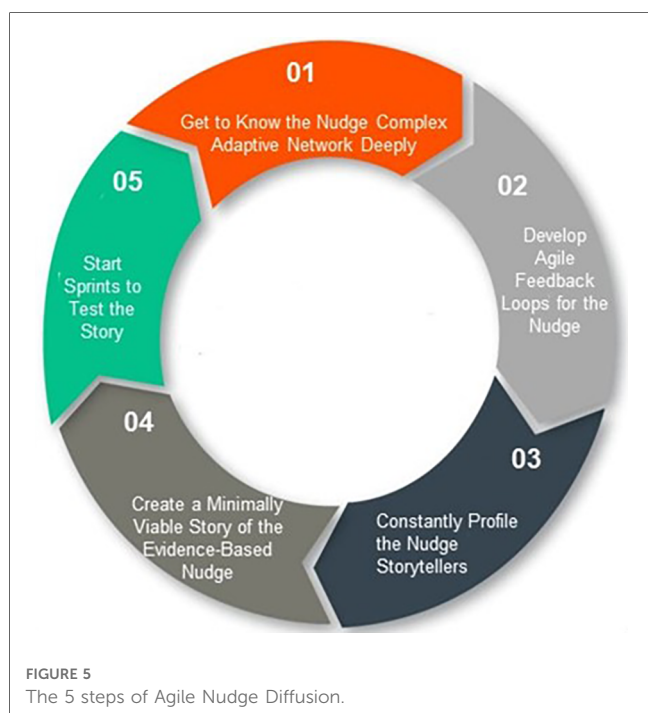 01
Get to Know the Nudge Complex
Adaptive Network Deeply
02
Develop
Agile
Feedback
Loops for the
Nudge
03
Constantly Profile
the Nudge
Storytellers
04
Create a Minimally
Viable Story of the
Evidence-Based
Nudge
05
Start
Sprints to
Test the
Story
FIGURE 5
The 5 steps of Agile Nudge Diffusion.